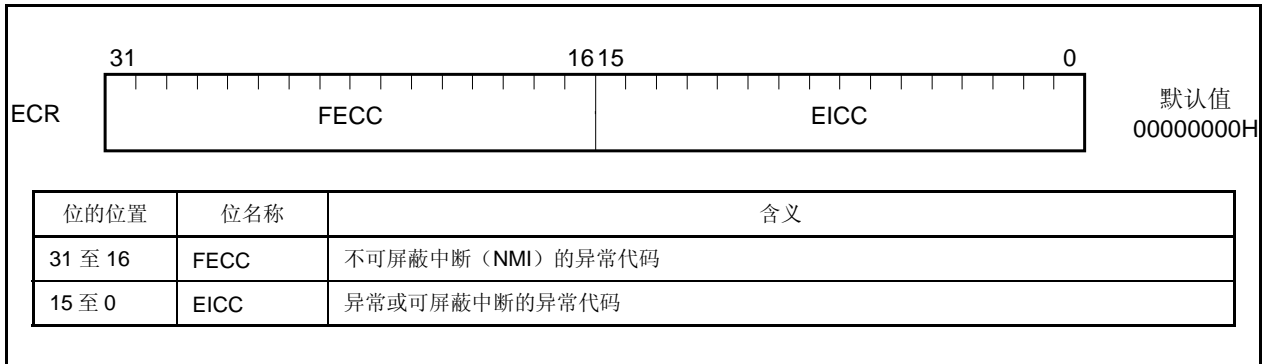 31 16 15 0
ECR FECC EICC 默认值
00000000H
位的位置 位名称 含义
31 至 16 FECC 不可屏蔽中断（NMI）的异常代码
15 至 0 EICC 异常或可屏蔽中断的异常代码